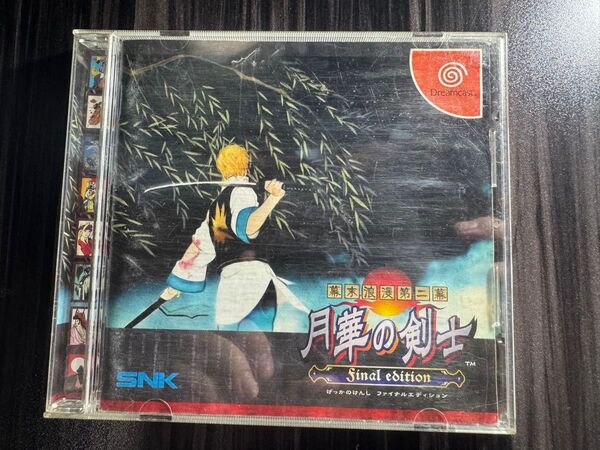 Dreamcast
幕末浪漫第二幕
月華の剣士
TM
Final edition
げっかのけんし ファイナルエディション
SNK